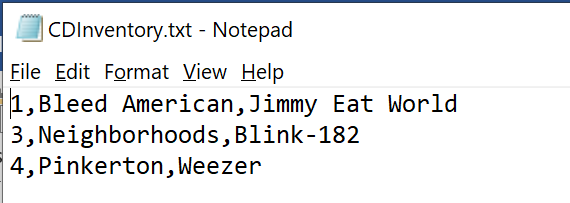 CDInventory.txt - Notepad
File Edit Format View Help
1,Bleed American,Jimmy Eat World
3,Neighborhoods,Blink-182
4,Pinkerton,Weezer